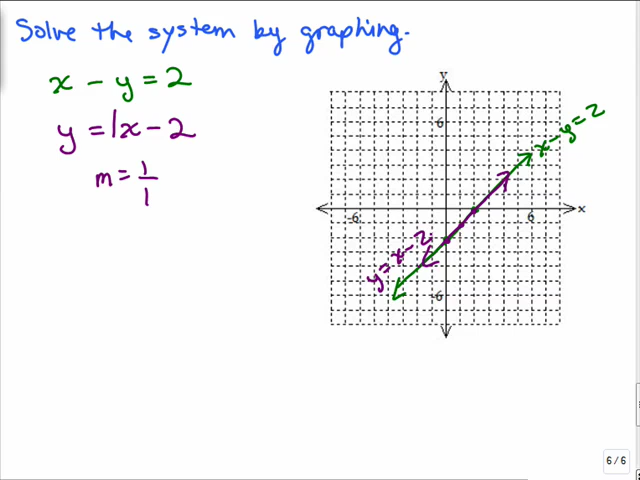 Solve the system by graphing.
x - y = 2
y = 1x - 2
m = 1/1
y
6
x - y = 2
-6
6
x
y = x - 2
-6
6/6